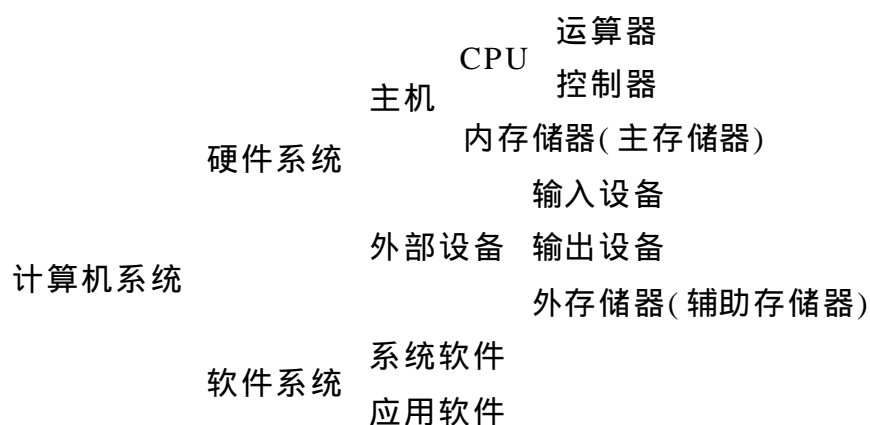 运算器
CPU
控制器
主机
内存储器(主存储器)
硬件系统
输入设备
外部设备 输出设备
计算机系统
外存储器(辅助存储器)
系统软件
软件系统
应用软件